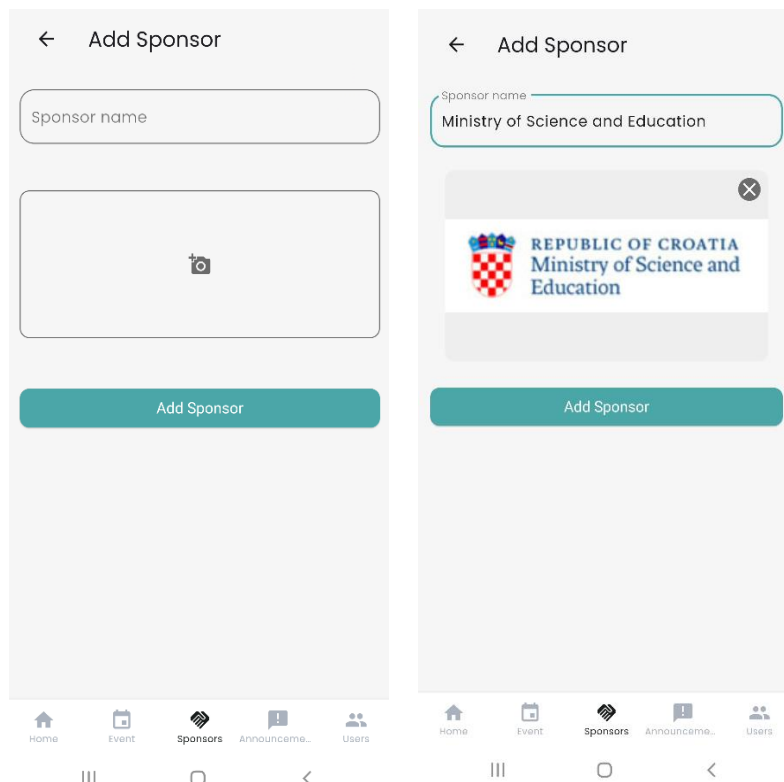 Add Sponsor
Sponsor name
Add Sponsor
Home Event Sponsors Announceme... Users
Add Sponsor
Sponsor name
Ministry of Science and Education
REPUBLIC OF CROATIA
Ministry of Science and
Education
Add Sponsor
Home Event Sponsors Announceme... Users